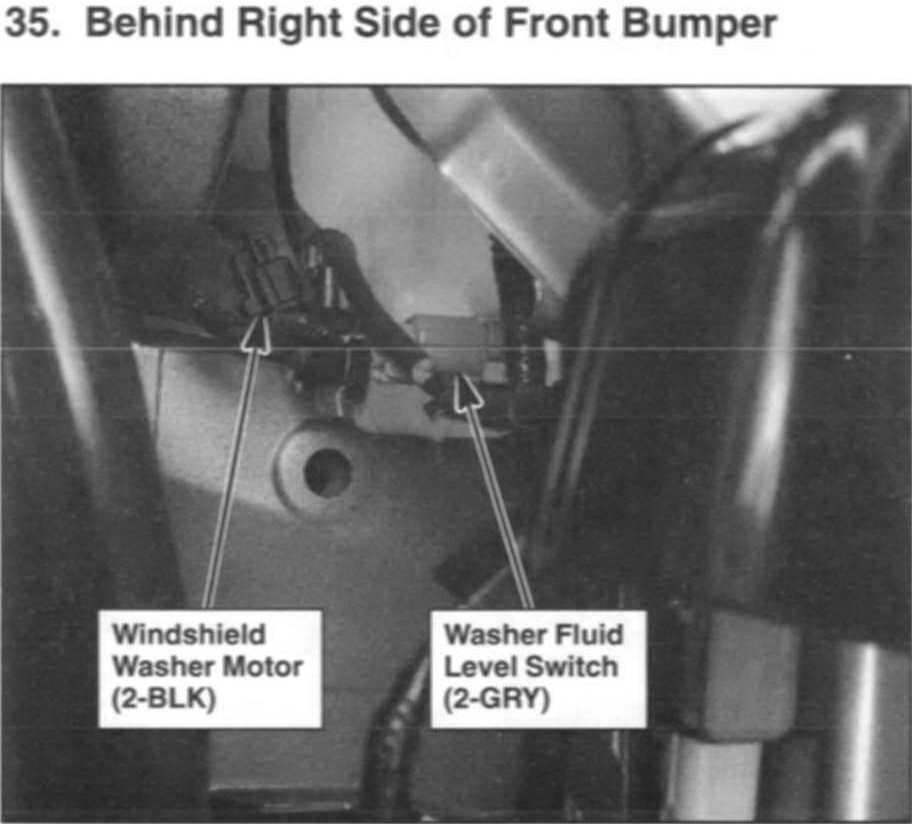 35. Behind Right Side of Front Bumper
Windshield
Washer Motor
(2-BLK)
Washer Fluid
Level Switch
(2-GRY)